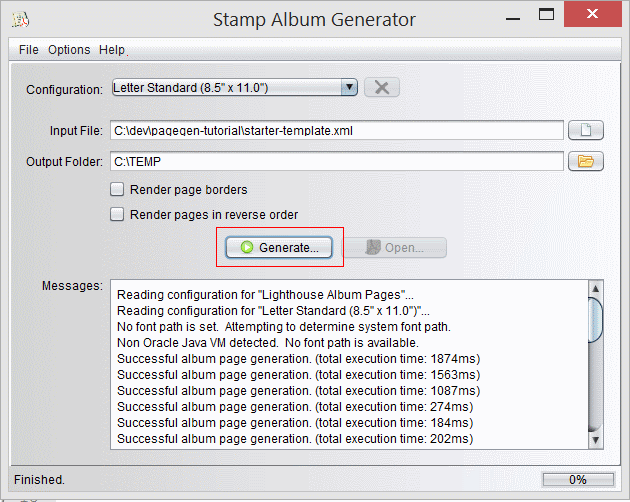 Stamp Album Generator
File Options Help
Configuration: Letter Standard (8.5" x 11.0")
Input File: C:\dev\pagegen-tutorial\starter-template.xml
Output Folder: C:\TEMP
Render page borders
Render pages in reverse order
Generate... Open...
Messages:
Reading configuration for "Lighthouse Album Pages"...
Reading configuration for "Letter Standard (8.5" x 11.0")"...
No font path is set. Attempting to determine system font path.
Non Oracle Java VM detected. No font path is available.
Successful album page generation. (total execution time: 1874ms)
Successful album page generation. (total execution time: 1563ms)
Successful album page generation. (total execution time: 1087ms)
Successful album page generation. (total execution time: 274ms)
Successful album page generation. (total execution time: 184ms)
Successful album page generation. (total execution time: 202ms)
Finished. 0%